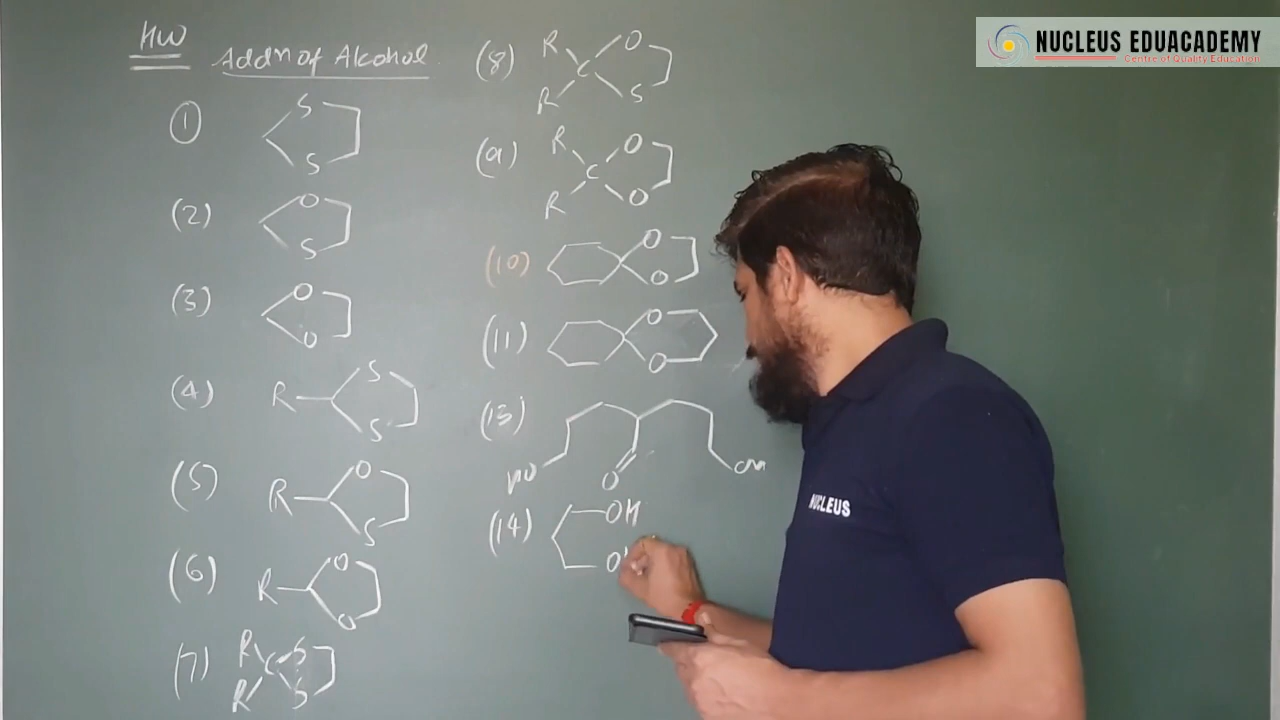 HW
Addn of Alcohol
(1)
S
S
(2)
O
S
(3)
O
O
(4)
R
S
S
(5)
R
O
S
(6)
R
O
O
(7)
R
C
S
R
S
(8)
R
O
C
R
S
(9)
R
O
C
R
O
(10)
O
O
(11)
O
O
(13)
HO
O
OH
(14)
OH
O
NUCLEUS EDUACADEMY
Centre of Quality Education
NUCLEUS